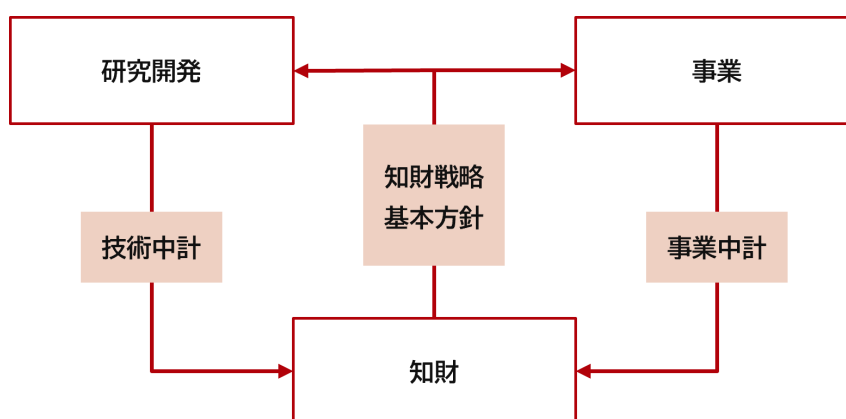 研究開発
事業
知財戦略
基本方針
技術中計
事業中計
知財